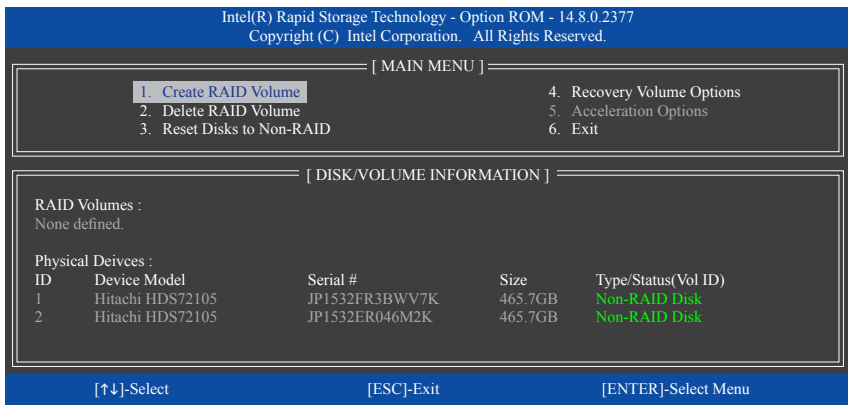 Intel(R) Rapid Storage Technology - Option ROM - 14.8.0.2377
Copyright (C) Intel Corporation. All Rights Reserved.
[ MAIN MENU ]
1. Create RAID Volume
2. Delete RAID Volume
3. Reset Disks to Non-RAID
4. Recovery Volume Options
5. Acceleration Options
6. Exit
[ DISK/VOLUME INFORMATION ]
RAID Volumes :
None defined.
Physical Deivces :
ID Device Model Serial # Size Type/Status(Vol ID)
1 Hitachi HDS72105 JP1532FR3BWV7K 465.7GB Non-RAID Disk
2 Hitachi HDS72105 JP1532ER046M2K 465.7GB Non-RAID Disk
[↑↓]-Select [ESC]-Exit [ENTER]-Select Menu